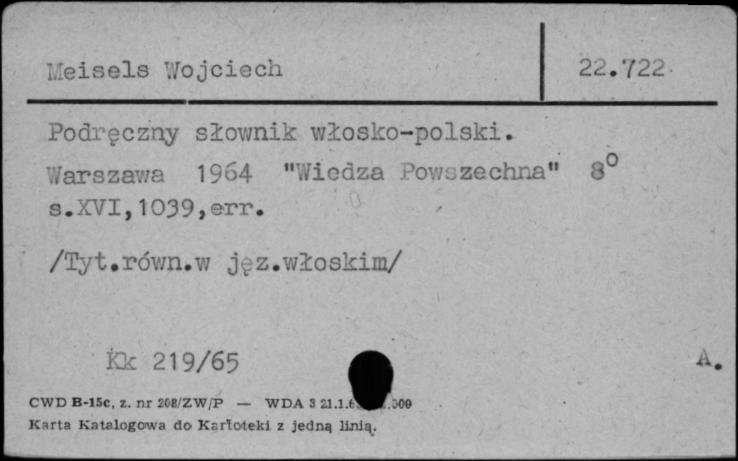 Meisels Wojciech 22.722
Podręczny słownik włosko-polski.
Warszawa 1964 "Wiedza Powszechna" 8°
s.XVI,1039,err.
/Tyt.równ.w jęz.włoskim/
Kk 219/65 A.
CWD B-15c, z. nr 208/ZW/P — WDA 3 21.1.6 .000
Karta Katalogowa do Kartoteki z jedną linią.